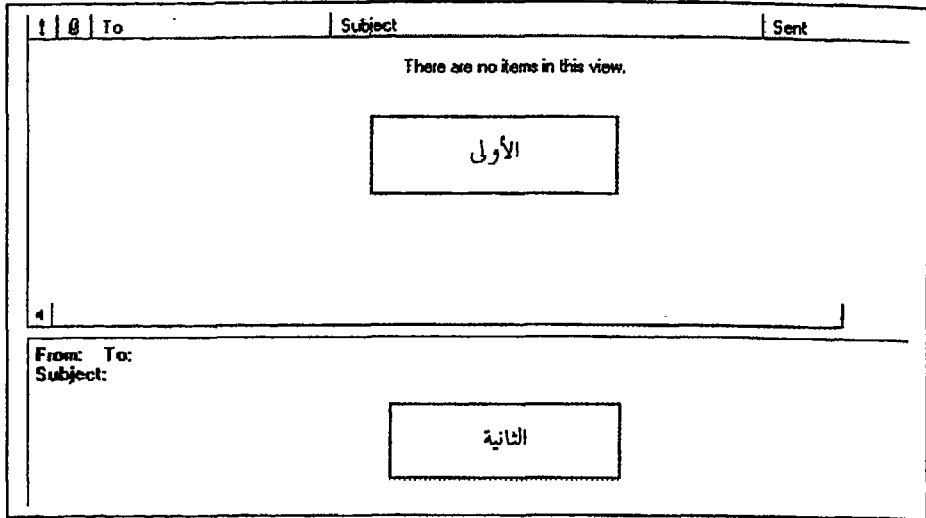 ! To Subject Sent
There are no items in this view.
الأولى
From: To:
Subject:
الثانية